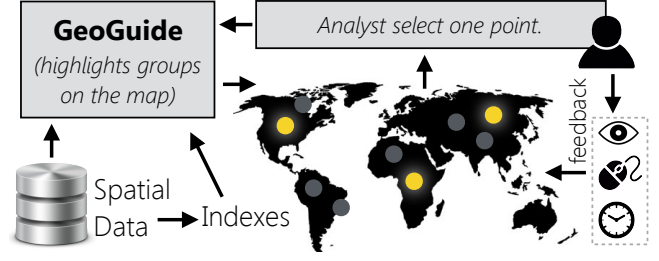 GeoGuide
(highlights groups
on the map)
Analyst select one point.
feedback
Spatial
Data
Indexes